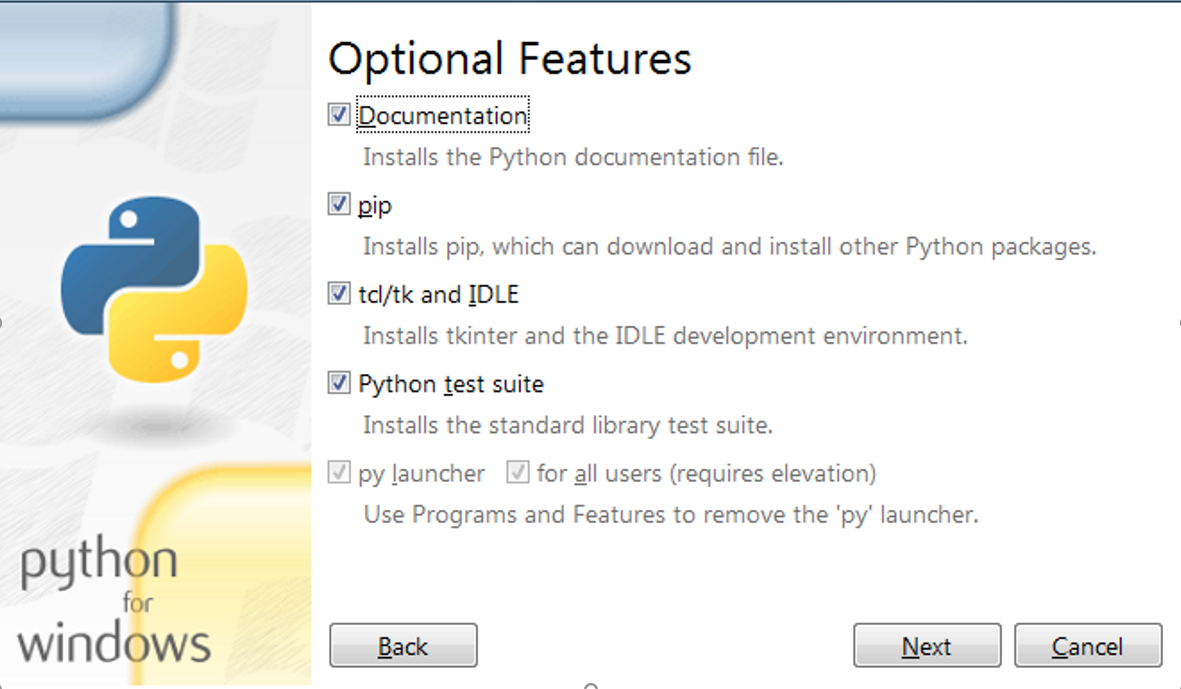 Optional Features
Documentation
Installs the Python documentation file.
pip
Installs pip, which can download and install other Python packages.
tcl/tk and IDLE
Installs tkinter and the IDLE development environment.
Python test suite
Installs the standard library test suite.
py launcher for all users (requires elevation)
Use Programs and Features to remove the 'py' launcher.
python
for
windows
Back Next Cancel